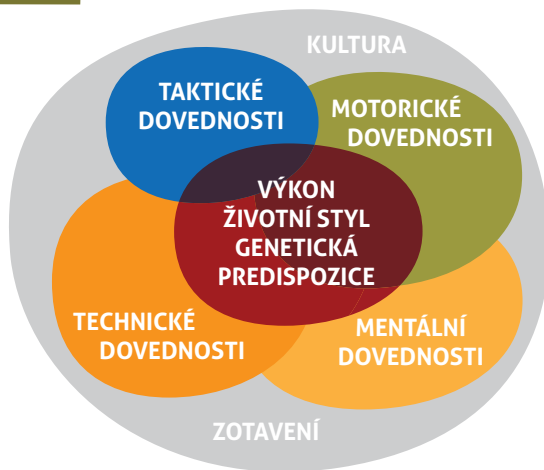 KULTURA
TAKTICKÉ
DOVEDNOSTI
MOTORICKÉ
DOVEDNOSTI
VÝKON
ŽIVOTNÍ STYL
GENETICKÁ
PREDISPOZICE
TECHNICKÉ
DOVEDNOSTI
MENTÁLNÍ
DOVEDNOSTI
ZOTAVENÍ